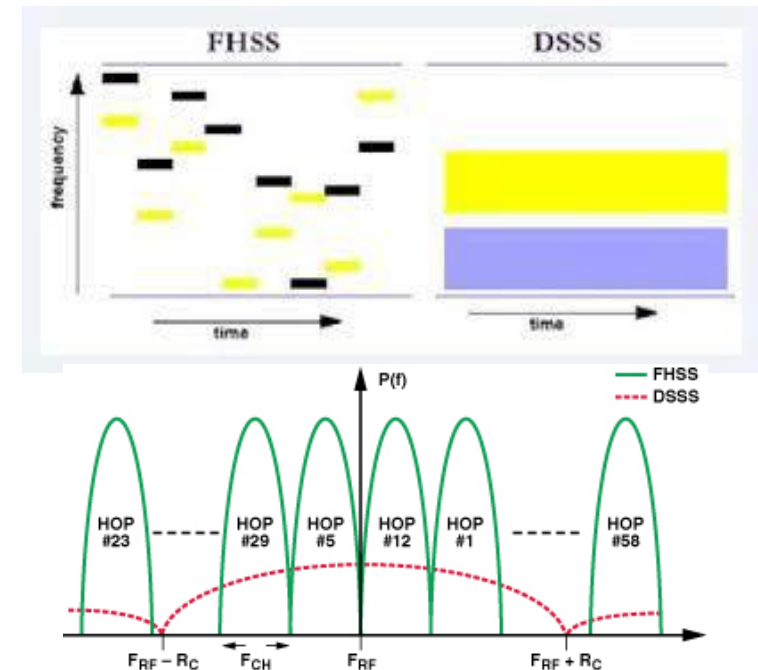 FHSS
DSSS
frequency
time
time
P(f)
FHSS
DSSS
HOP
#23
HOP
#29
HOP
#5
HOP
#12
HOP
#1
HOP
#58
F_RF – R_C
F_CH
F_RF
F_RF + R_C